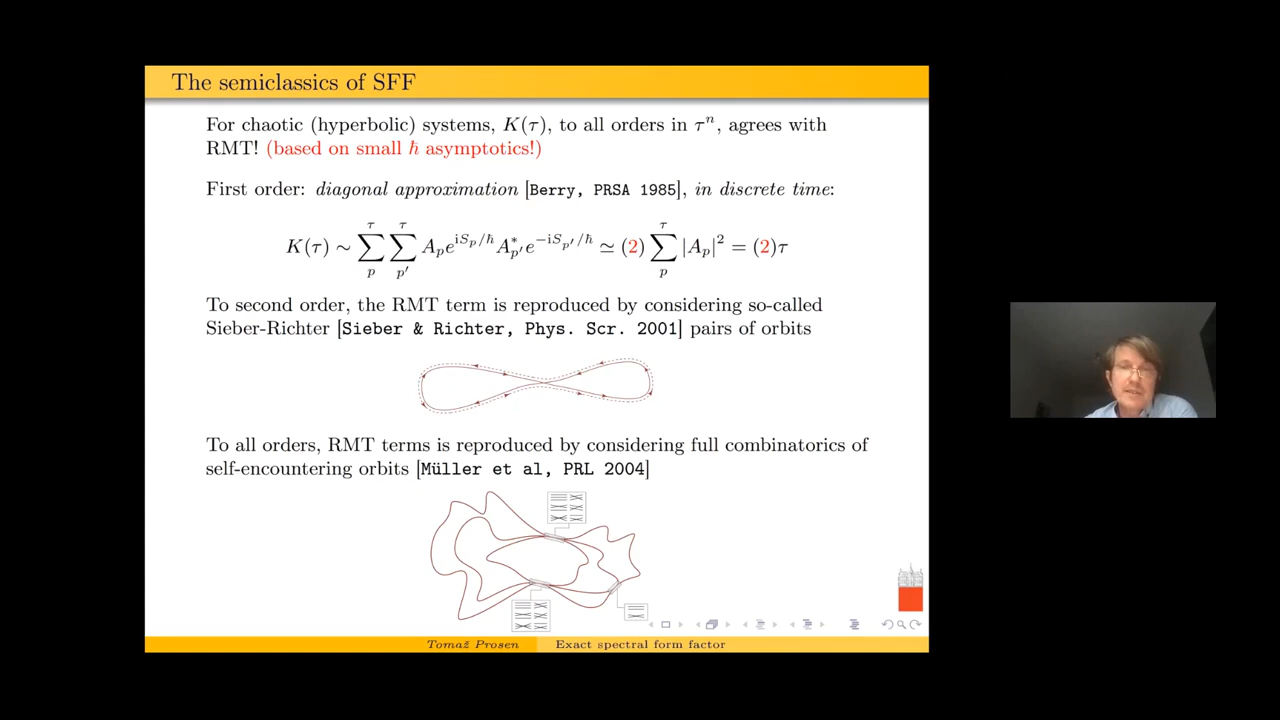 The semiclassics of SFF
For chaotic (hyperbolic) systems, K(τ), to all orders in τⁿ, agrees with
RMT! (based on small ℏ asymptotics!)
First order: diagonal approximation [Berry, PRSA 1985], in discrete time:
K(τ) ∼ ∑_p^τ ∑_{p′}^τ A_p e^{iS_p/ℏ} A*_{p′} e^{−iS_{p′}/ℏ} ≃ (2) ∑_p^τ |A_p|² = (2)τ
To second order, the RMT term is reproduced by considering so-called
Sieber-Richter [Sieber & Richter, Phys. Scr. 2001] pairs of orbits
To all orders, RMT terms is reproduced by considering full combinatorics of
self-encountering orbits [Müller et al, PRL 2004]
Tomaž Prosen Exact spectral form factor